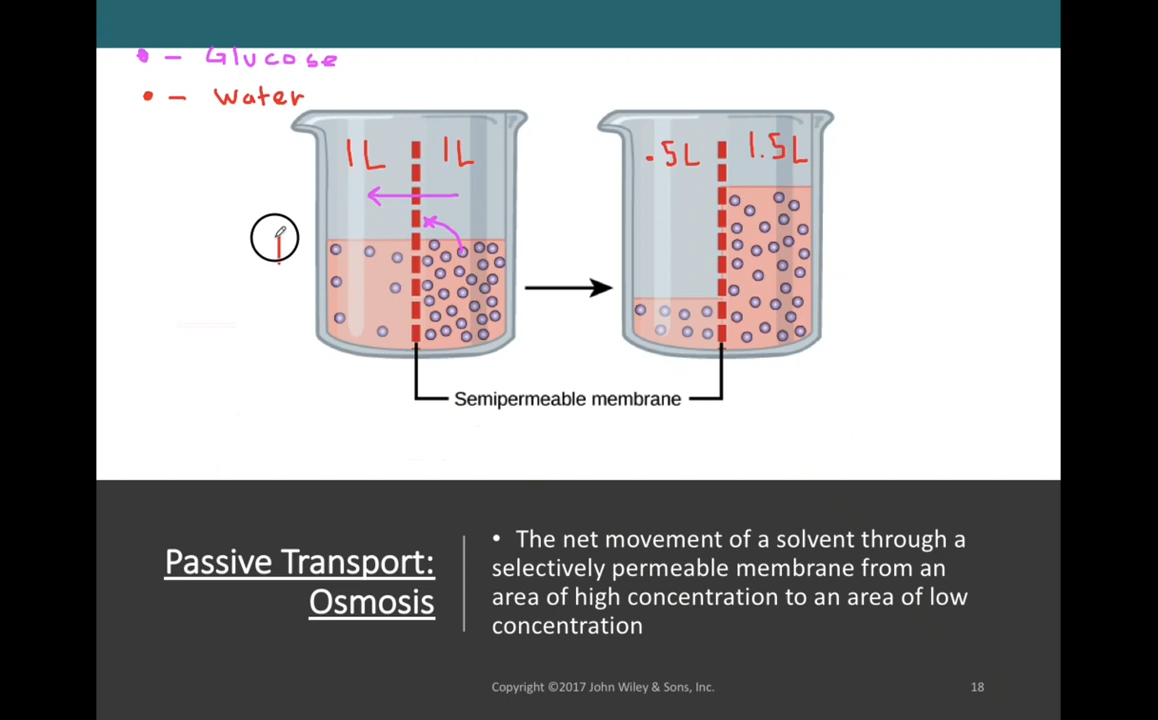 • – Glucose
• – Water
1L 1L
.5L 1.5L
Semipermeable membrane
Passive Transport:
Osmosis
• The net movement of a solvent through a
selectively permeable membrane from an
area of high concentration to an area of low
concentration
Copyright ©2017 John Wiley & Sons, Inc.
18